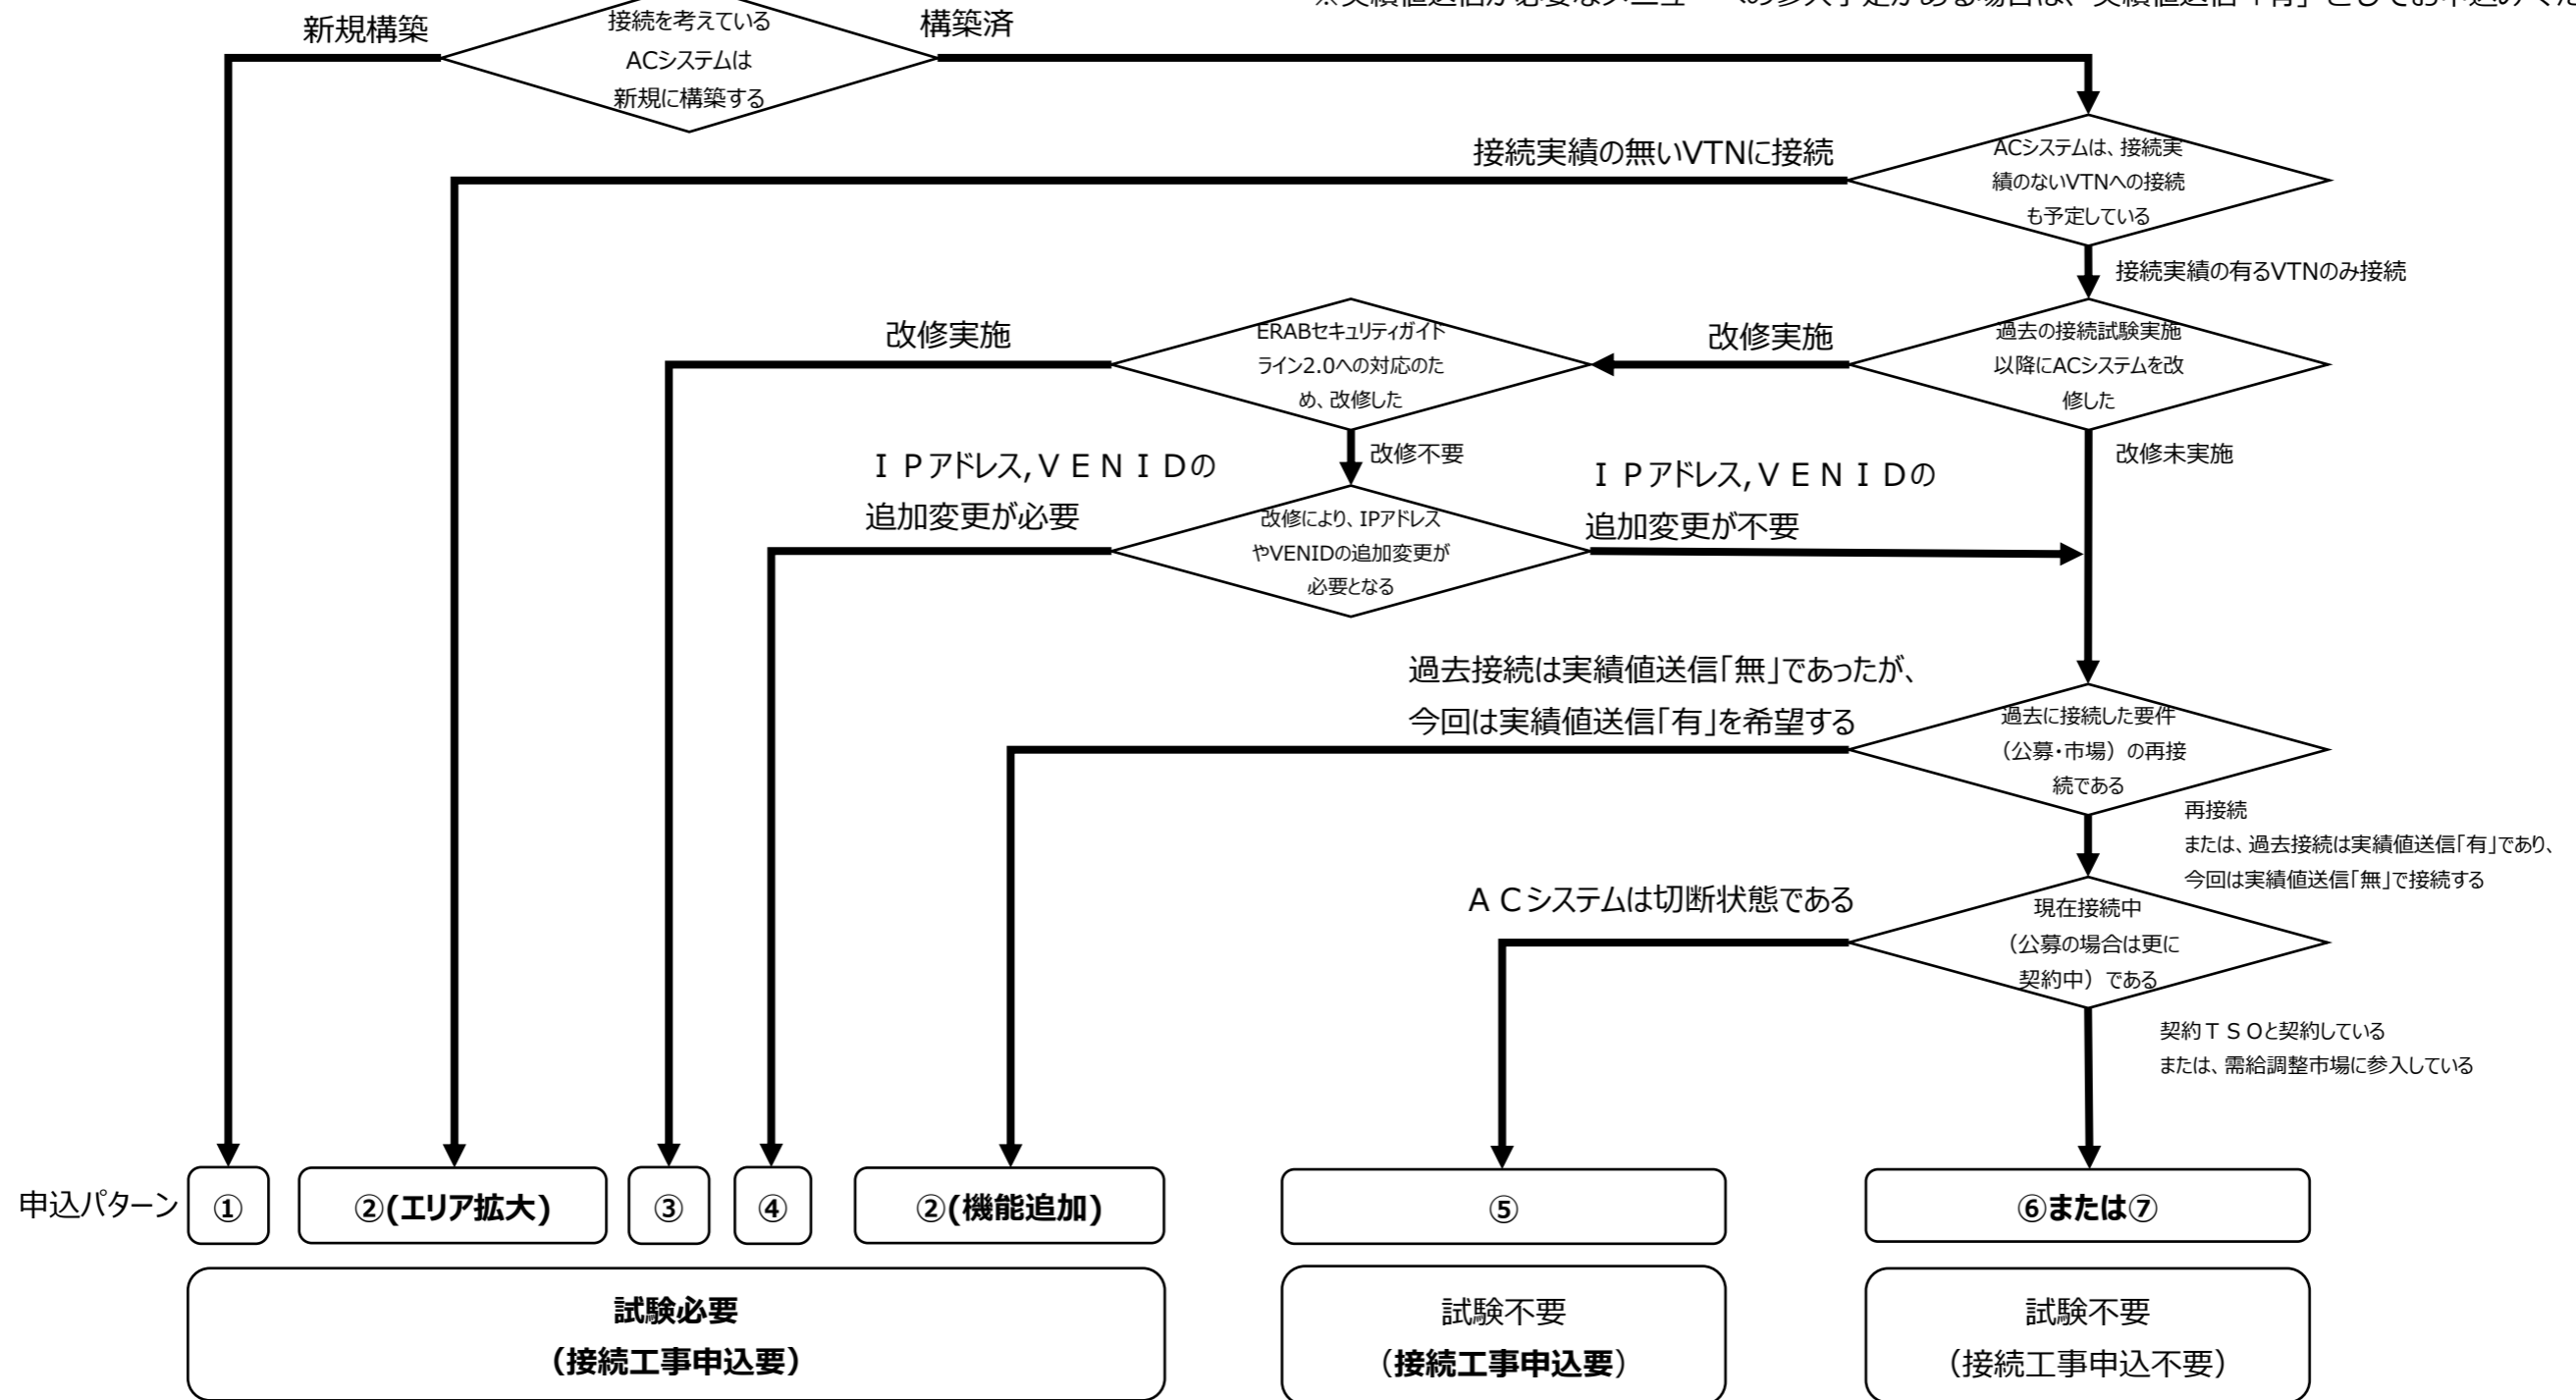 新規構築
接続を考えている
ACシステムは
新規に構築する
構築済
接続実績の無いVTNに接続
ACシステムは、接続実
績のないVTNへの接続
も予定している
接続実績の有るVTNのみ接続
改修実施
ERABセキュリティガイド
ライン2.0への対応のた
め、改修した
改修実施
過去の接続試験実施
以降にACシステムを改
修した
改修不要
改修未実施
ＩＰアドレス,ＶＥＮＩＤの
追加変更が必要
改修により、IPアドレス
やVENIDの追加変更が
必要となる
ＩＰアドレス,ＶＥＮＩＤの
追加変更が不要
過去接続は実績値送信「無」であったが、
今回は実績値送信「有」を希望する
過去に接続した要件
（公募・市場）の再接
続である
再接続
または、過去接続は実績値送信「有」であり、
今回は実績値送信「無」で接続する
ＡＣシステムは切断状態である
現在接続中
（公募の場合は更に
契約中）である
契約ＴＳＯと契約している
または、需給調整市場に参入している
申込パターン
①
②(エリア拡大)
③
④
②(機能追加)
⑤
⑥または⑦
試験必要
（接続工事申込要）
試験不要
（接続工事申込要）
試験不要
（接続工事申込不要）